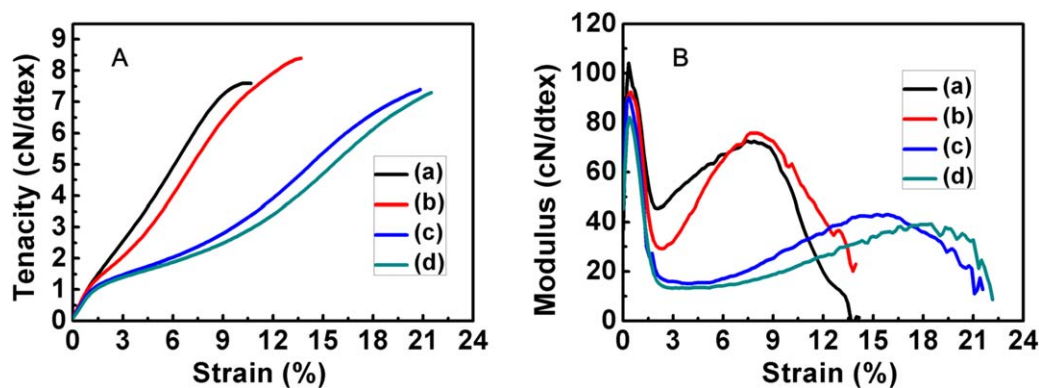 A
Tenacity (cN/dtex)
9
8
7
6
5
4
3
2
1
0
0 3 6 9 12 15 18 21 24
Strain (%)
(a)
(b)
(c)
(d)
B
Modulus (cN/dtex)
120
100
80
60
40
20
0
0 3 6 9 12 15 18 21 24
Strain (%)
(a)
(b)
(c)
(d)